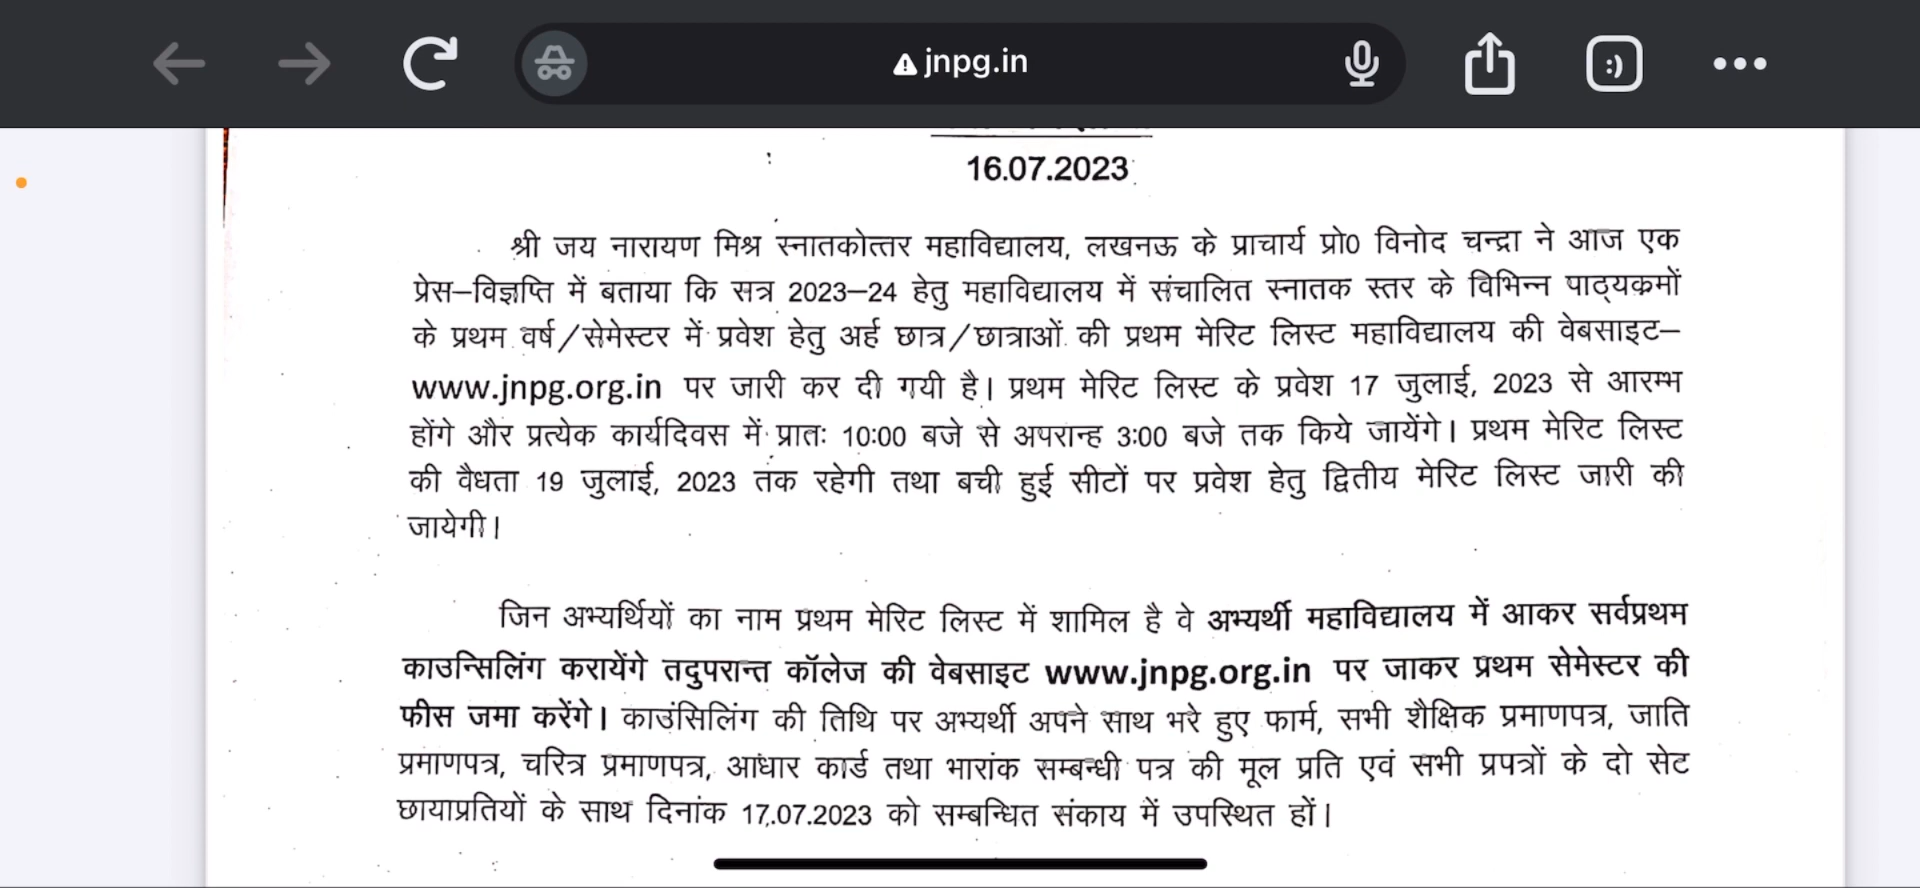 jnpg.in
:)
16.07.2023
श्री जय नारायण मिश्र स्नातकोत्तर महाविद्यालय, लखनऊ के प्राचार्य प्रो0 विनोद चन्द्रा ने आज एक
प्रेस–विज्ञप्ति में बताया कि सत्र 2023–24 हेतु महाविद्यालय में संचालित स्नातक स्तर के विभिन्न पाठ्यक्रमों
के प्रथम वर्ष/सेमेस्टर में प्रवेश हेतु अर्ह छात्र/छात्राओं की प्रथम मेरिट लिस्ट महाविद्यालय की वेबसाइट–
www.jnpg.org.in पर जारी कर दी गयी है। प्रथम मेरिट लिस्ट के प्रवेश 17 जुलाई, 2023 से आरम्भ
होंगे और प्रत्येक कार्यदिवस में प्रातः 10:00 बजे से अपरान्ह 3:00 बजे तक किये जायेंगे। प्रथम मेरिट लिस्ट
की वैधता 19 जुलाई, 2023 तक रहेगी तथा बची हुई सीटों पर प्रवेश हेतु द्वितीय मेरिट लिस्ट जारी की
जायेगी।
जिन अभ्यर्थियों का नाम प्रथम मेरिट लिस्ट में शामिल है वे अभ्यर्थी महाविद्यालय में आकर सर्वप्रथम
काउन्सिलिंग करायेंगे तदुपरान्त कॉलेज की वेबसाइट www.jnpg.org.in पर जाकर प्रथम सेमेस्टर की
फीस जमा करेंगे। काउंसिलिंग की तिथि पर अभ्यर्थी अपने साथ भरे हुए फार्म, सभी शैक्षिक प्रमाणपत्र, जाति
प्रमाणपत्र, चरित्र प्रमाणपत्र, आधार कार्ड तथा भारांक सम्बन्धी पत्र की मूल प्रति एवं सभी प्रपत्रों के दो सेट
छायाप्रतियों के साथ दिनांक 17.07.2023 को सम्बन्धित संकाय में उपस्थित हों।